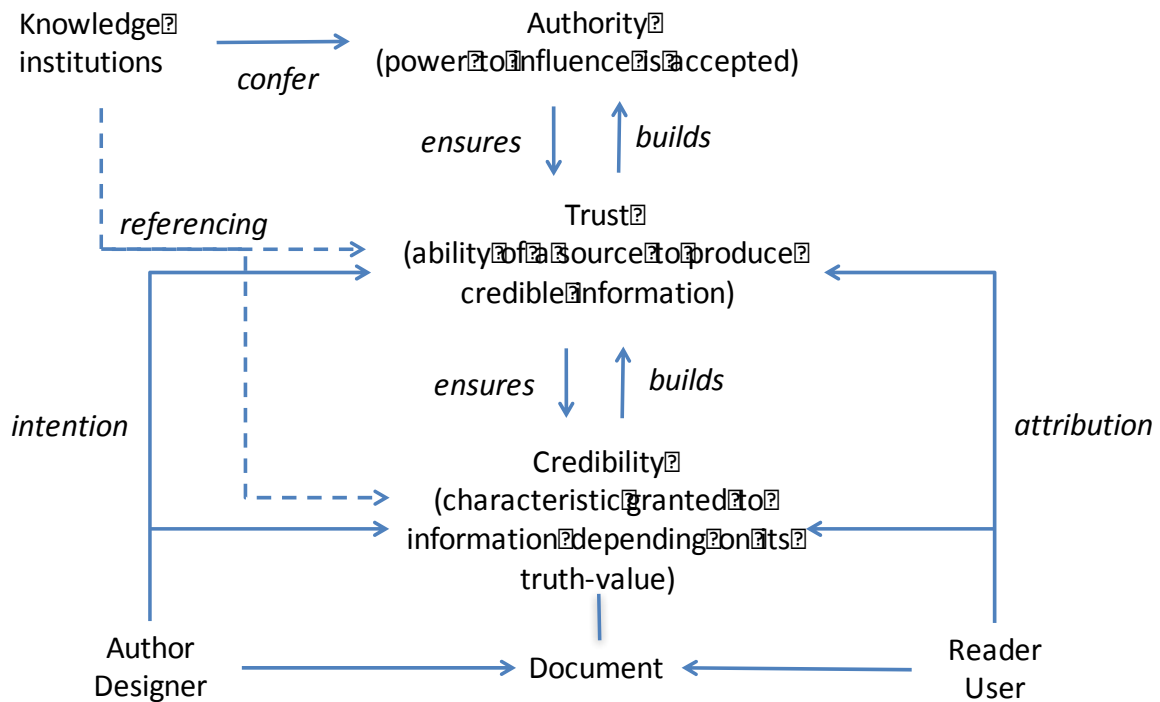 Knowledge⍰
institutions
confer
Authority⍰
(power⍰to⍰influence⍰is⍰accepted)
ensures
builds
referencing
Trust⍰
(ability⍰of⍰a⍰source⍰to⍰produce⍰
credible⍰information)
ensures
builds
intention
attribution
Credibility⍰
(characteristic⍰granted⍰to⍰
information⍰depending⍰on⍰its⍰
truth-value)
Author
Designer
Document
Reader
User